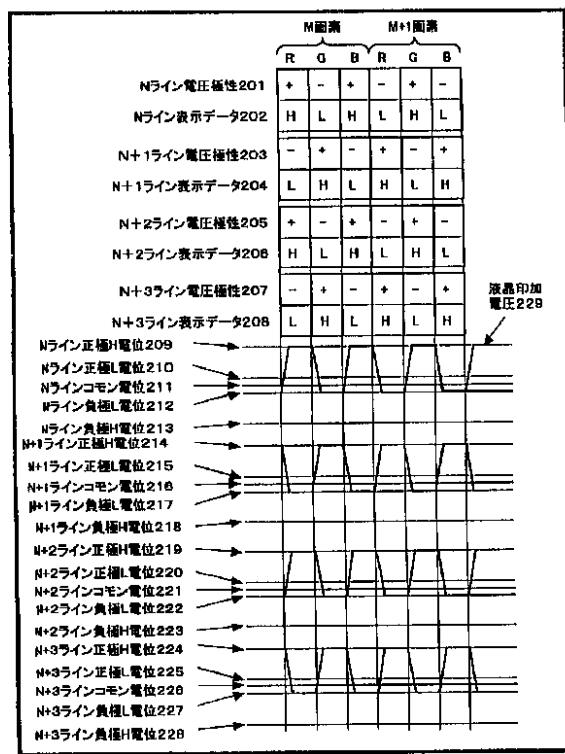 M画素 M+1画素
R G B R G B
Nライン電圧極性201 + - + - + -
Nライン表示データ202 H L H L H L
N+1ライン電圧極性203 - + - + - +
N+1ライン表示データ204 L H L H L H
N+2ライン電圧極性205 + - + - + -
N+2ライン表示データ206 H L H L H L
N+3ライン電圧極性207 - + - + - +
N+3ライン表示データ208 L H L H L H
液晶印加
電圧229
Nライン正極H電位209
Nライン正極L電位210
Nラインコモン電位211
Nライン負極L電位212
Nライン負極H電位213
N+1ライン正極H電位214
N+1ライン正極L電位215
N+1ラインコモン電位216
N+1ライン負極L電位217
N+1ライン負極H電位218
N+2ライン正極H電位219
N+2ライン正極L電位220
N+2ラインコモン電位221
N+2ライン負極L電位222
N+2ライン負極H電位223
N+3ライン正極H電位224
N+3ライン正極L電位225
N+3ラインコモン電位226
N+3ライン負極L電位227
N+3ライン負極H電位228